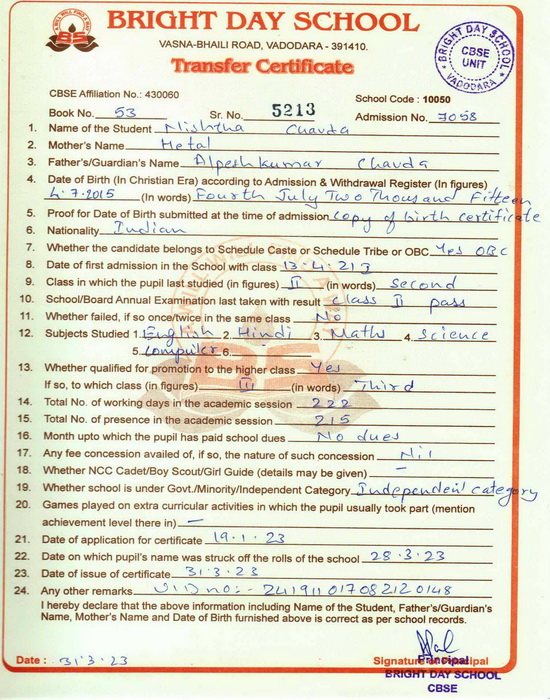 BRIGHT DAY SCHOOL
VASNA-BHAILI ROAD, VADODARA - 391410.
Transfer Certificate
BRIGHT DAY SCHOOL
CBSE
UNIT
VADODARA
CBSE Affiliation No.: 430060
School Code : 10050
Book No. 53 Sr. No. 5213 Admission No. 7058
1. Name of the Student Nishtha Chavda
2. Mother's Name Hetal
3. Father's/Guardian's Name Alpeshkumar Chavda
4. Date of Birth (In Christian Era) according to Admission & Withdrawal Register (In figures)
4.7.2015 (In words) Fourth July Two Thousand Fifteen
5. Proof for Date of Birth submitted at the time of admission copy of birth certificate
6. Nationality Indian
7. Whether the candidate belongs to Schedule Caste or Schedule Tribe or OBC Yes OBC
8. Date of first admission in the School with class 13.4.21 3
9. Class in which the pupil last studied (in figures) II (in words) Second
10. School/Board Annual Examination last taken with result class II pass
11. Whether failed, if so once/twice in the same class No
12. Subjects Studied 1. English 2. Hindi 3. Maths 4. Science
5. Computer 6.
13. Whether qualified for promotion to the higher class Yes
If so, to which class (in figures) III (in words) Third
14. Total No. of working days in the academic session 222
15. Total No. of presence in the academic session 215
16. Month upto which the pupil has paid school dues No dues
17. Any fee concession availed of, if so, the nature of such concession Nil
18. Whether NCC Cadet/Boy Scout/Girl Guide (details may be given) –
19. Whether school is under Govt./Minority/Independent Category Independent category
20. Games played on extra curricular activities in which the pupil usually took part (mention
achievement level there in) –
21. Date of application for certificate 19.1.23
22. Date on which pupil's name was struck off the rolls of the school 28.3.23
23. Date of issue of certificate 31.3.23
24. Any other remarks UID no:- 241911017082120148
I hereby declare that the above information including Name of the Student, Father's/Guardian's
Name, Mother's Name and Date of Birth furnished above is correct as per school records.
Date : 31.3.23
Signature of Principal
Principal
BRIGHT DAY SCHOOL
CBSE